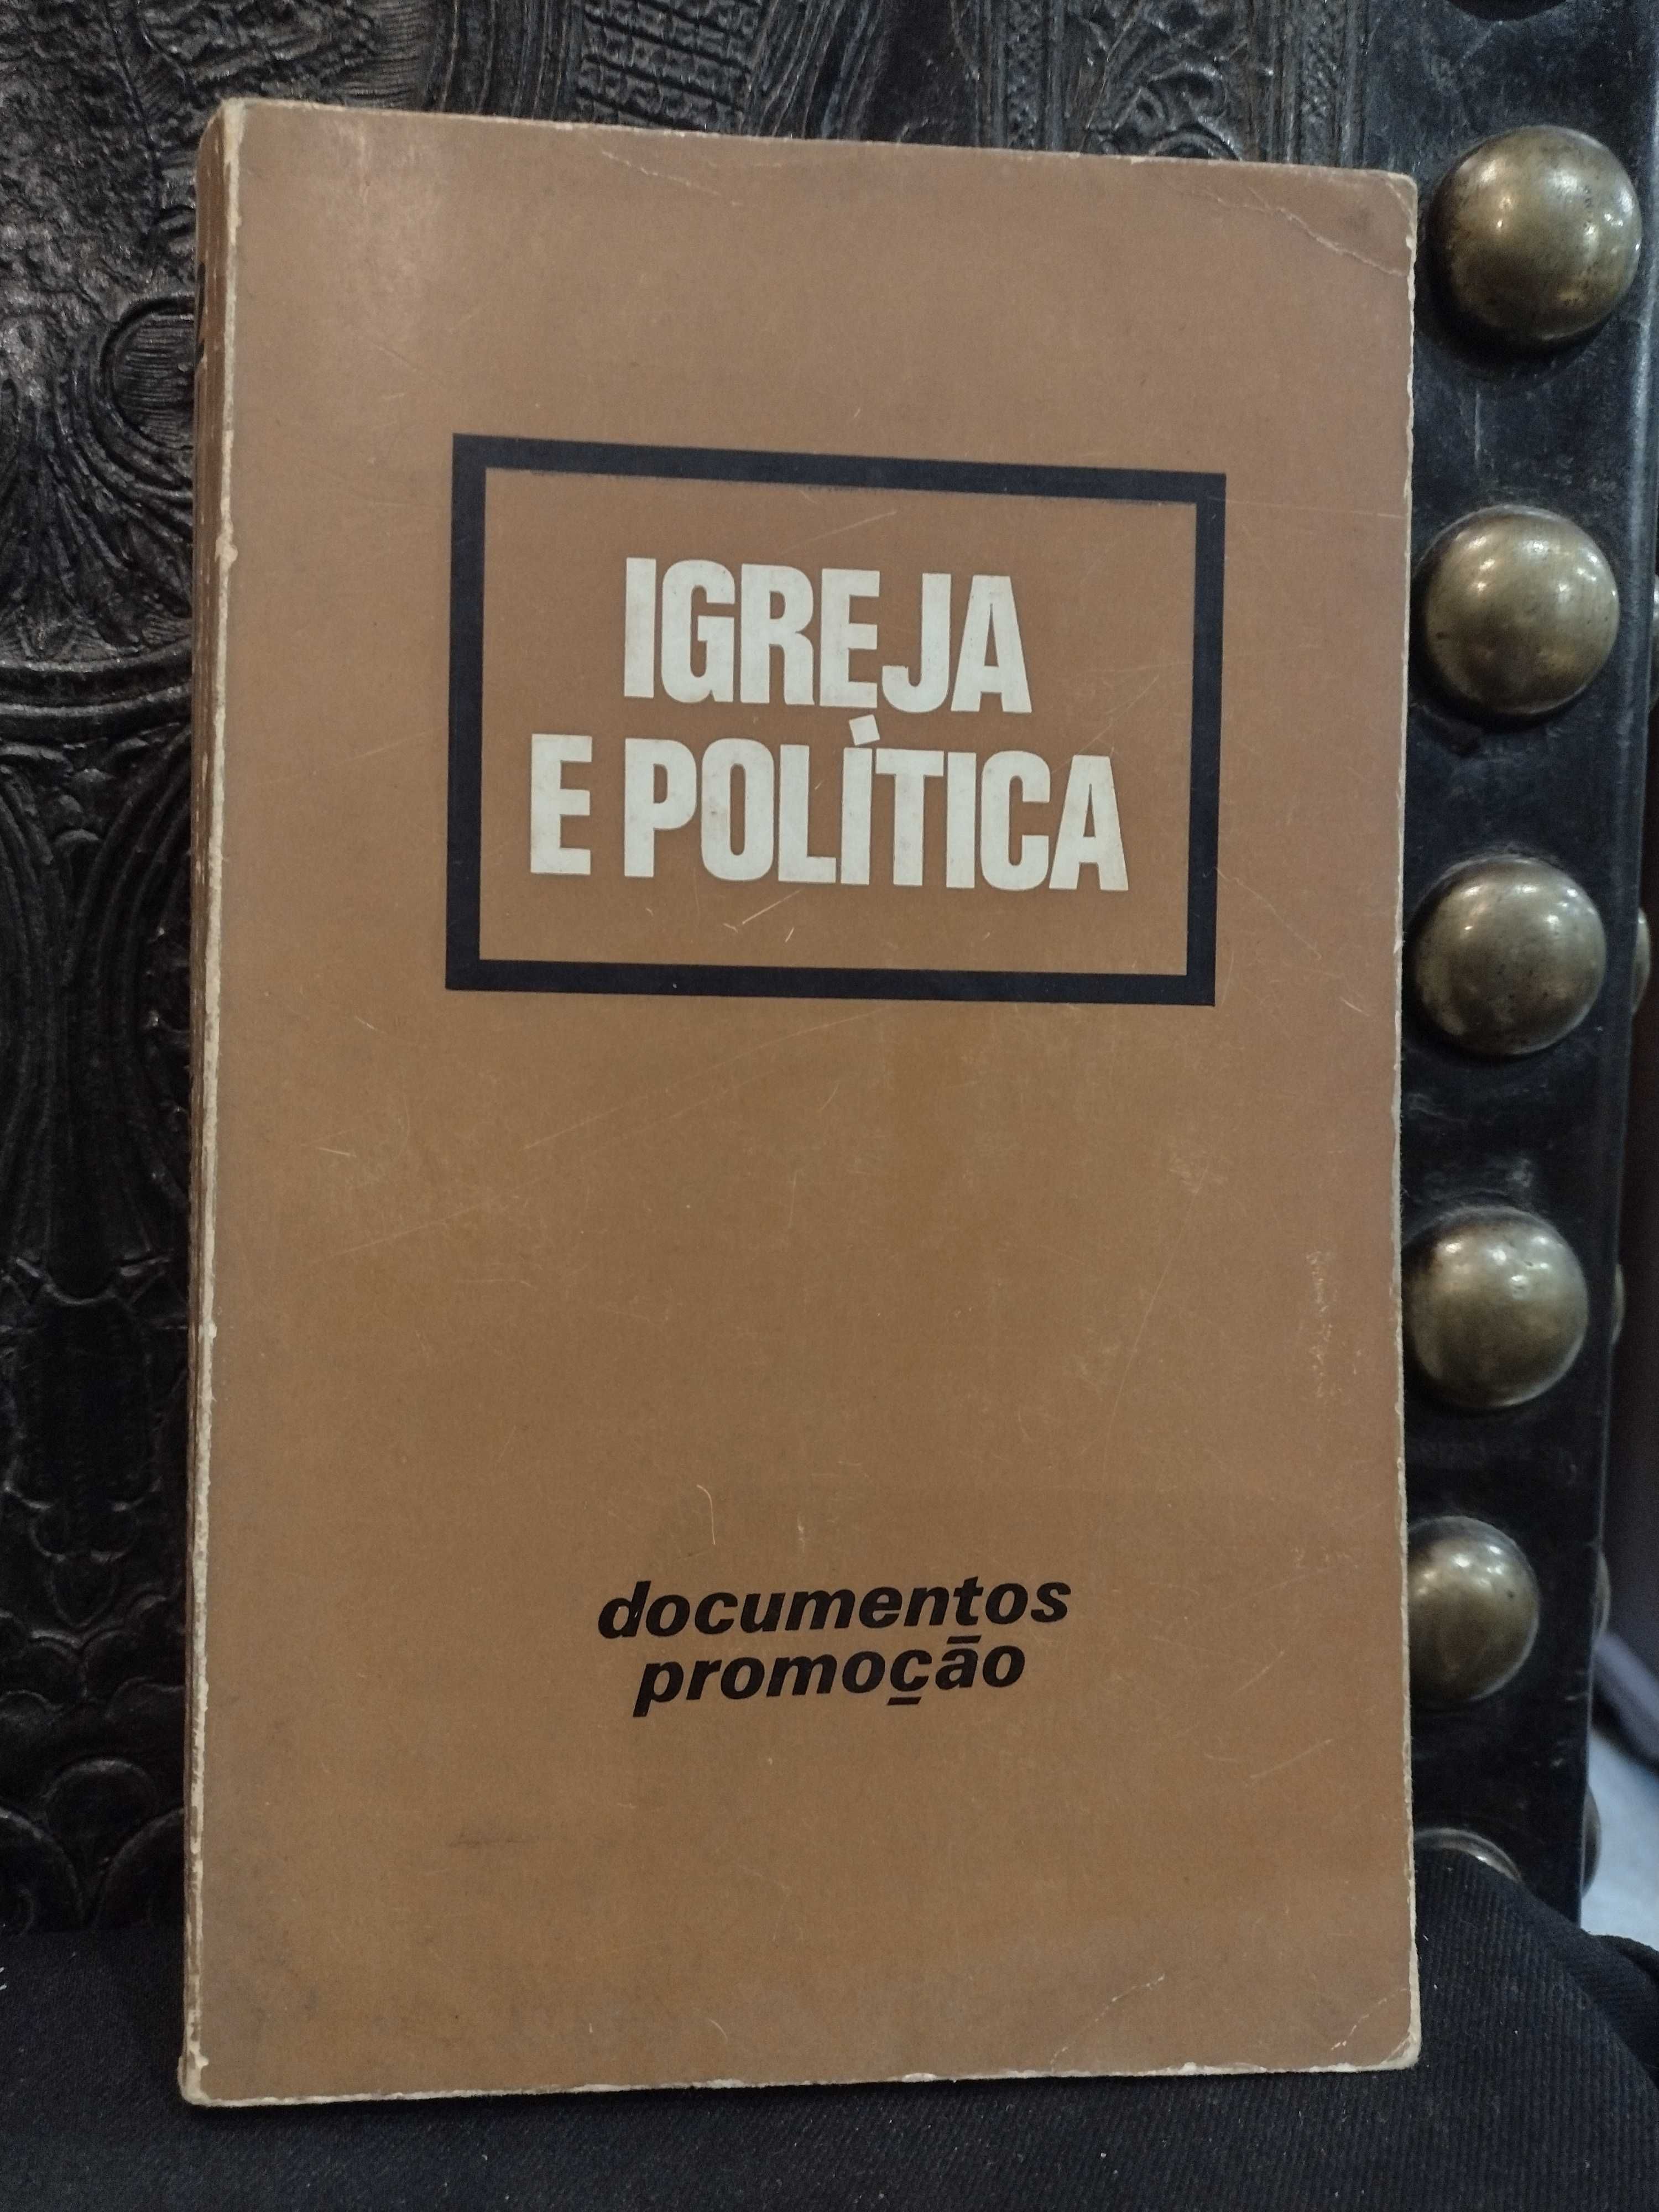 IGREJA
E POLÍTICA
documentos
promoção